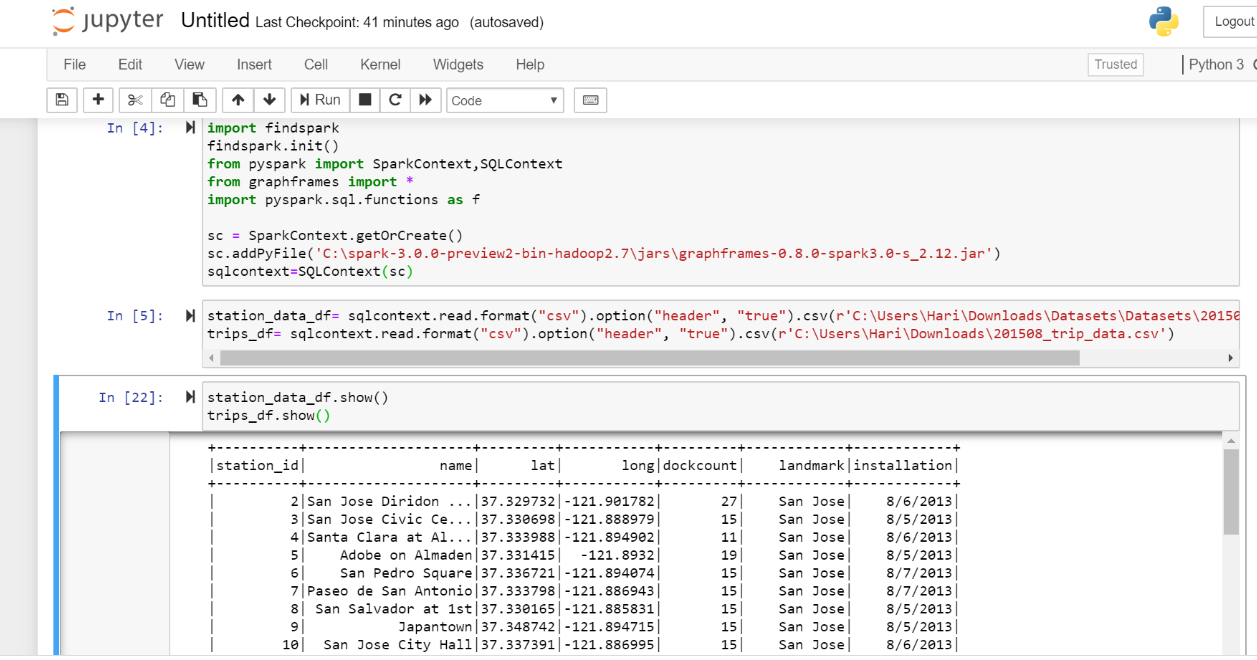 jupyter Untitled Last Checkpoint: 41 minutes ago (autosaved)
Logout
File Edit View Insert Cell Kernel Widgets Help
Trusted
Python 3
Run
Code
In [4]:
import findspark
findspark.init()
from pyspark import SparkContext,SQLContext
from graphframes import *
import pyspark.sql.functions as f
sc = SparkContext.getOrCreate()
sc.addPyFile('C:\spark-3.0.0-preview2-bin-hadoop2.7\jars\graphframes-0.8.0-spark3.0-s_2.12.jar')
sqlcontext=SQLContext(sc)
In [5]:
station_data_df= sqlcontext.read.format("csv").option("header", "true").csv(r'C:\Users\Hari\Downloads\Datasets\Datasets\20150
trips_df= sqlcontext.read.format("csv").option("header", "true").csv(r'C:\Users\Hari\Downloads\201508_trip_data.csv')
In [22]:
station_data_df.show()
trips_df.show()
+----------+--------------------+---------+-----------+---------+------------+------------+
|station_id|                name|      lat|       long|dockcount|    landmark|installation|
+----------+--------------------+---------+-----------+---------+------------+------------+
|         2|San Jose Diridon ...|37.329732|-121.901782|       27|    San Jose|    8/6/2013|
|         3|San Jose Civic Ce...|37.330698|-121.888979|       15|    San Jose|    8/5/2013|
|         4|Santa Clara at Al...|37.333988|-121.894902|       11|    San Jose|    8/6/2013|
|         5|    Adobe on Almaden|37.331415|  -121.8932|       19|    San Jose|    8/5/2013|
|         6|    San Pedro Square|37.336721|-121.894074|       15|    San Jose|    8/7/2013|
|         7|Paseo de San Antonio|37.333798|-121.886943|       15|    San Jose|    8/7/2013|
|         8| San Salvador at 1st|37.330165|-121.885831|       15|    San Jose|    8/5/2013|
|         9|           Japantown|37.348742|-121.894715|       15|    San Jose|    8/5/2013|
|        10|  San Jose City Hall|37.337391|-121.886995|       15|    San Jose|    8/6/2013|